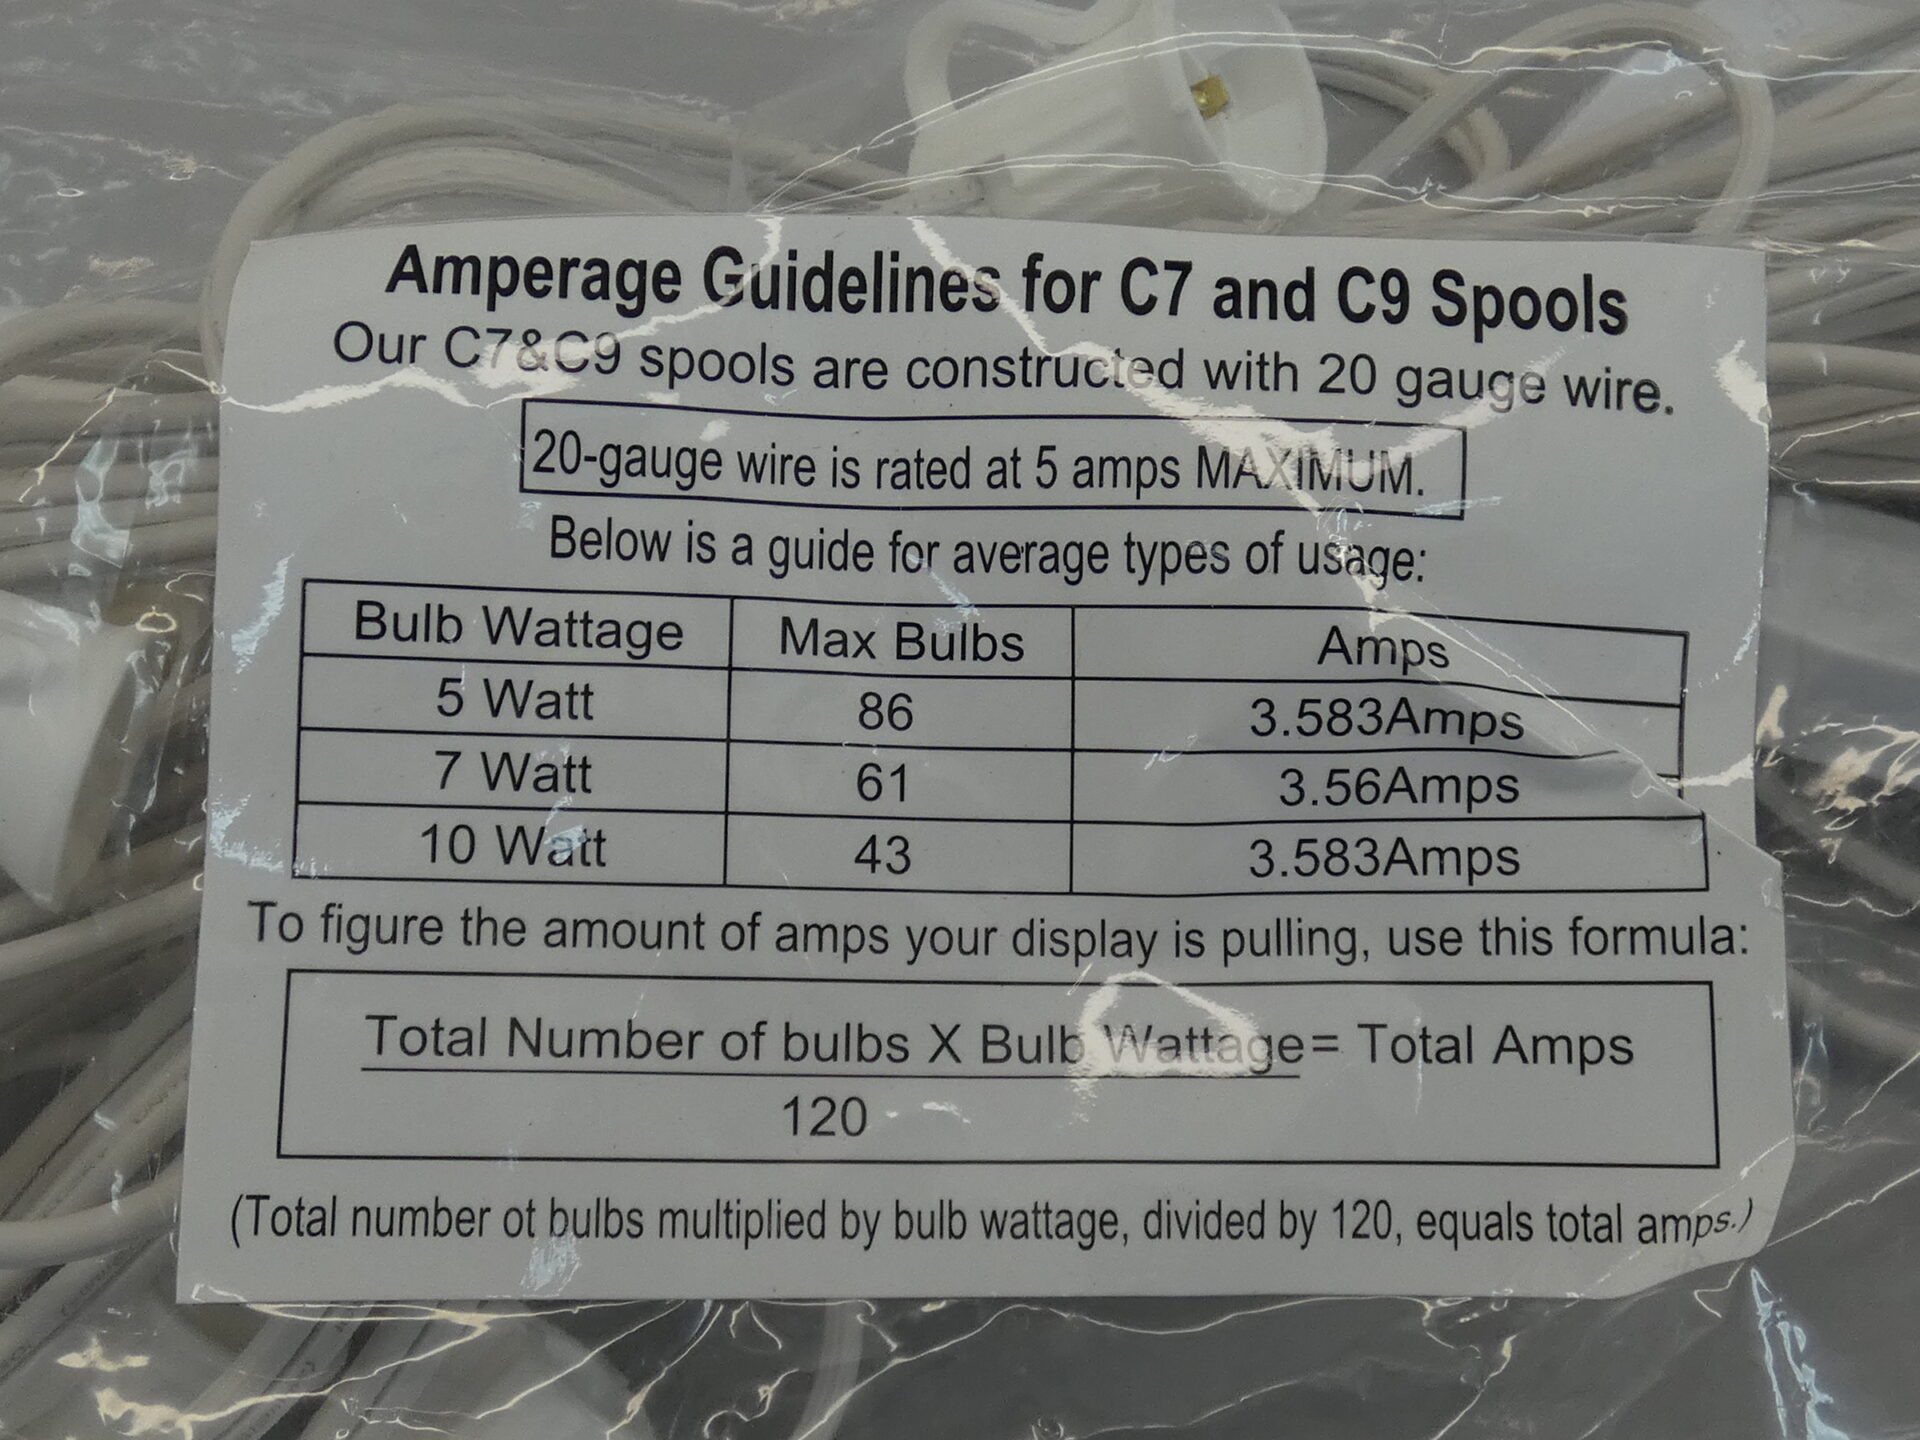 Amperage Guidelines for C7 and C9 Spools
Our C7&C9 spools are constructed with 20 gauge wire.
20-gauge wire is rated at 5 amps MAXIMUM.
Below is a guide for average types of usage:
Bulb Wattage Max Bulbs Amps
5 Watt 86 3.583Amps
7 Watt 61 3.56Amps
10 Watt 43 3.583Amps
To figure the amount of amps your display is pulling, use this formula:
Total Number of bulbs X Bulb Wattage= Total Amps
120
(Total number ot bulbs multiplied by bulb wattage, divided by 120, equals total amps.)